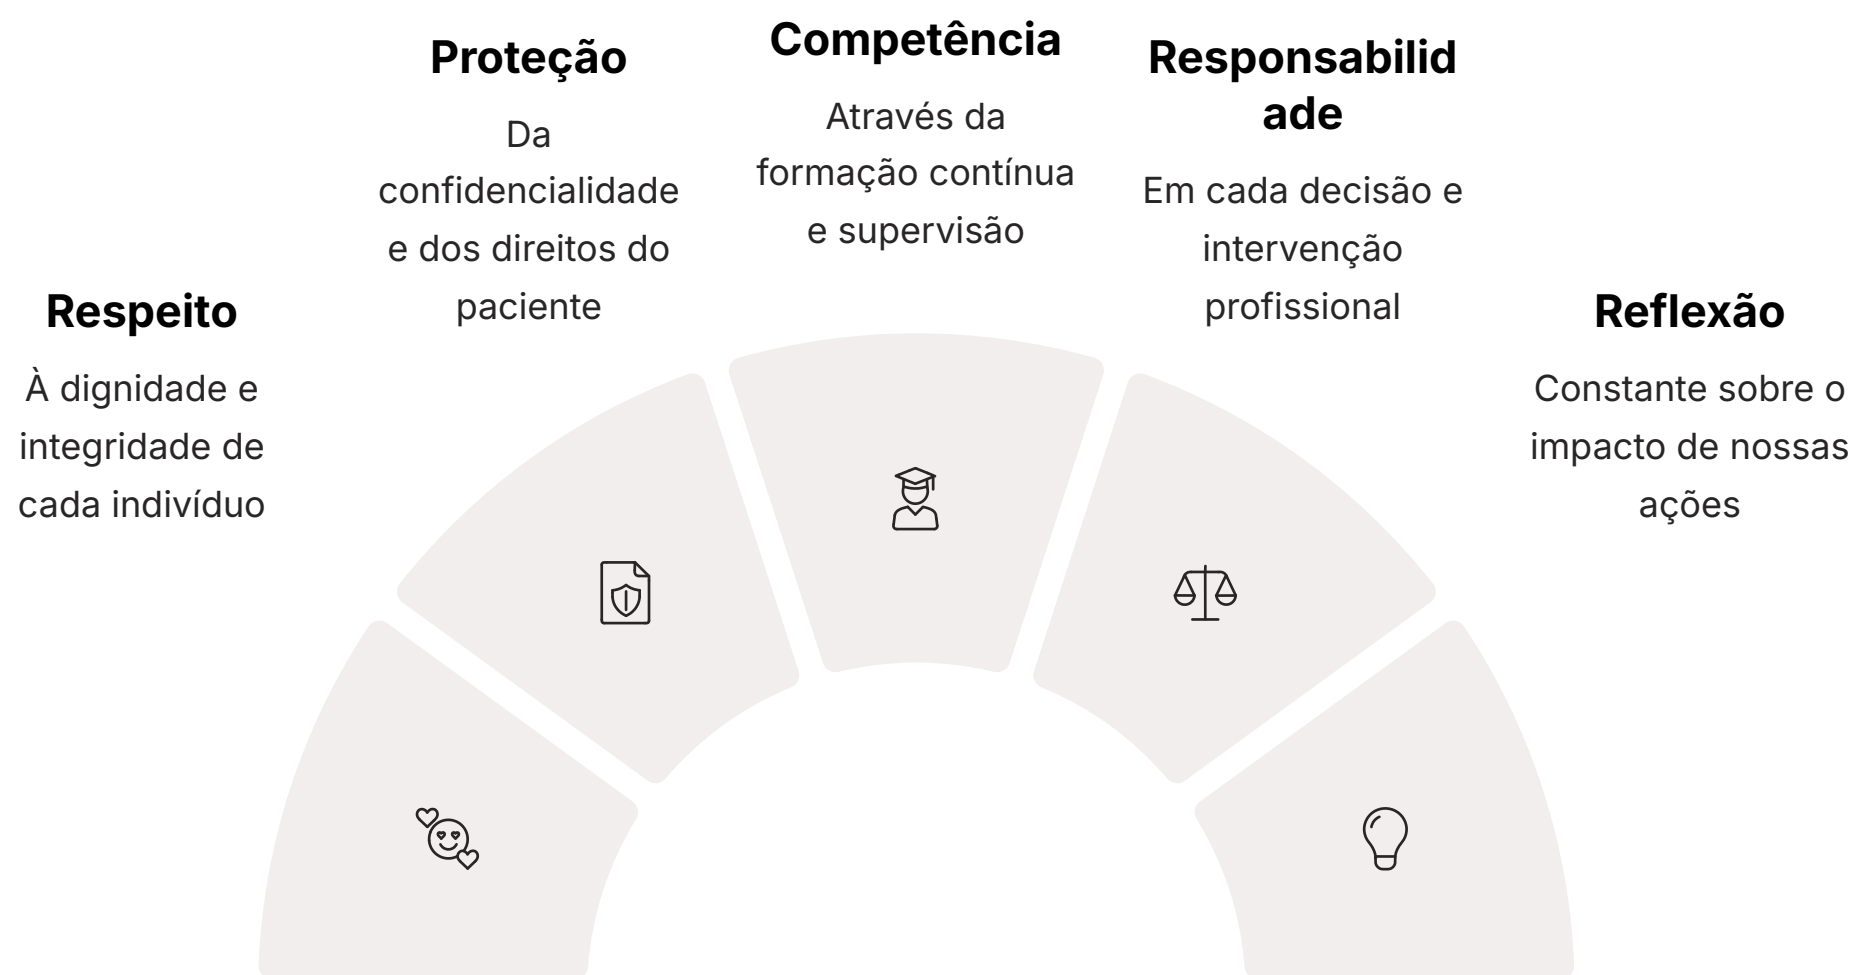 Respeito
À dignidade e
integridade de
cada indivíduo
Proteção
Da
confidencialidade
e dos direitos do
paciente
Competência
Através da
formação contínua
e supervisão
Responsabilid
ade
Em cada decisão e
intervenção
profissional
Reflexão
Constante sobre o
impacto de nossas
ações